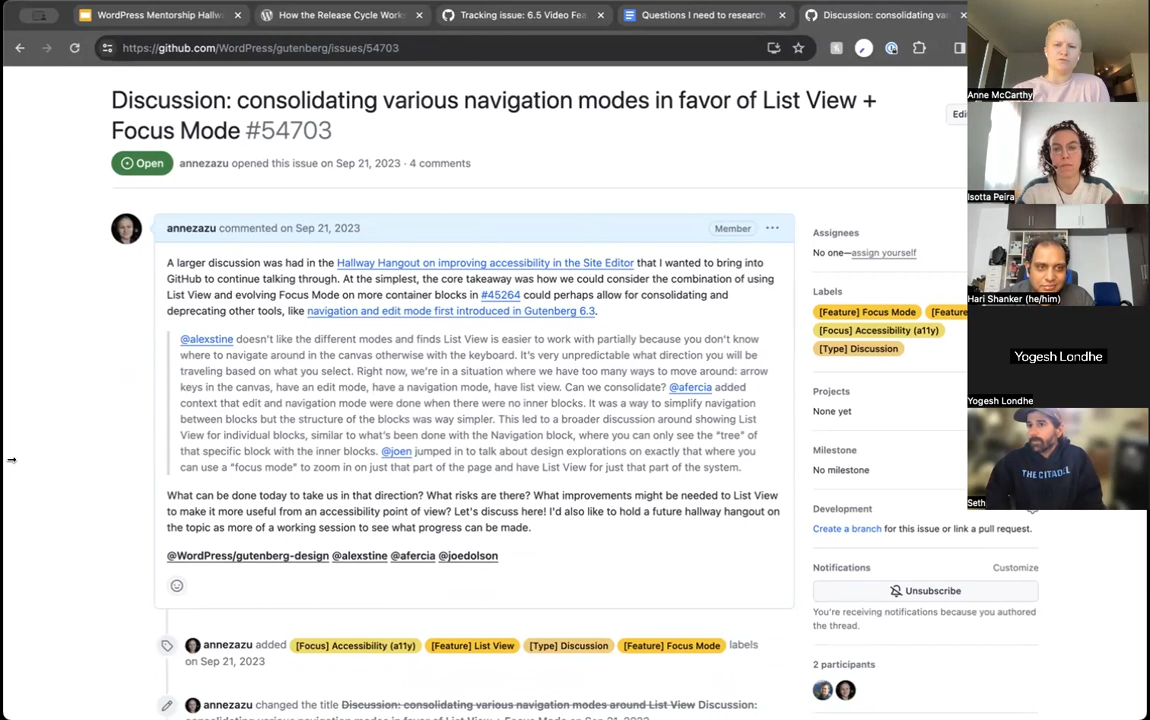 WordPress Mentorship Hallw
How the Release Cycle Works
Tracking issue: 6.5 Video Fea
Questions I need to research
Discussion: consolidating va
https://github.com/WordPress/gutenberg/issues/54703
Discussion: consolidating various navigation modes in favor of List View +
Focus Mode #54703
Edi
Open
annezazu opened this issue on Sep 21, 2023 · 4 comments
annezazu commented on Sep 21, 2023
Member
A larger discussion was had in the Hallway Hangout on improving accessibility in the Site Editor that I wanted to bring into
GitHub to continue talking through. At the simplest, the core takeaway was how we could consider the combination of using
List View and evolving Focus Mode on more container blocks in #45264 could perhaps allow for consolidating and
deprecating other tools, like navigation and edit mode first introduced in Gutenberg 6.3.
@alexstine doesn't like the different modes and finds List View is easier to work with partially because you don't know
where to navigate around in the canvas otherwise with the keyboard. It's very unpredictable what direction you will be
traveling based on what you select. Right now, we're in a situation where we have too many ways to move around: arrow
keys in the canvas, have an edit mode, have a navigation mode, have list view. Can we consolidate? @afercia added
context that edit and navigation mode were done when there were no inner blocks. It was a way to simplify navigation
between blocks but the structure of the blocks was way simpler. This led to a broader discussion around showing List
View for individual blocks, similar to what's been done with the Navigation block, where you can only see the "tree" of
that specific block with the inner blocks. @joen jumped in to talk about design explorations on exactly that where you
can use a "focus mode" to zoom in on just that part of the page and have List View for just that part of the system.
What can be done today to take us in that direction? What risks are there? What improvements might be needed to List View
to make it more useful from an accessibility point of view? Let's discuss here! I'd also like to hold a future hallway hangout on
the topic as more of a working session to see what progress can be made.
@WordPress/gutenberg-design @alexstine @afercia @joedolson
annezazu added [Focus] Accessibility (a11y) [Feature] List View [Type] Discussion [Feature] Focus Mode labels
on Sep 21, 2023
annezazu changed the title Discussion: consolidating various navigation modes around List View Discussion:
consolidating various navigation modes in favor of List View + Focus Mode on Sep 21, 2023
Assignees
No one—assign yourself
Labels
[Feature] Focus Mode [Feature
[Focus] Accessibility (a11y)
[Type] Discussion
Projects
None yet
Milestone
No milestone
Development
Create a branch for this issue or link a pull request.
Notifications
Customize
Unsubscribe
You're receiving notifications because you authored
the thread.
2 participants
Anne McCarthy
Isotta Peira
Hari Shanker (he/him)
Yogesh Londhe
Yogesh Londhe
THE CITADEL
Seth